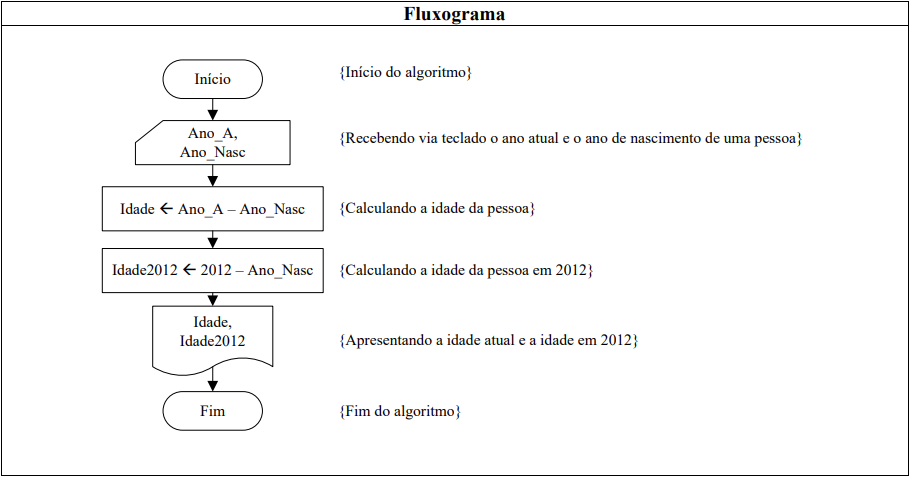 Fluxograma
Início
{Início do algoritmo}
Ano_A,
Ano_Nasc
{Recebendo via teclado o ano atual e o ano de nascimento de uma pessoa}
Idade ← Ano_A – Ano_Nasc
{Calculando a idade da pessoa}
Idade2012 ← 2012 – Ano_Nasc
{Calculando a idade da pessoa em 2012}
Idade,
Idade2012
{Apresentando a idade atual e a idade em 2012}
Fim
{Fim do algoritmo}